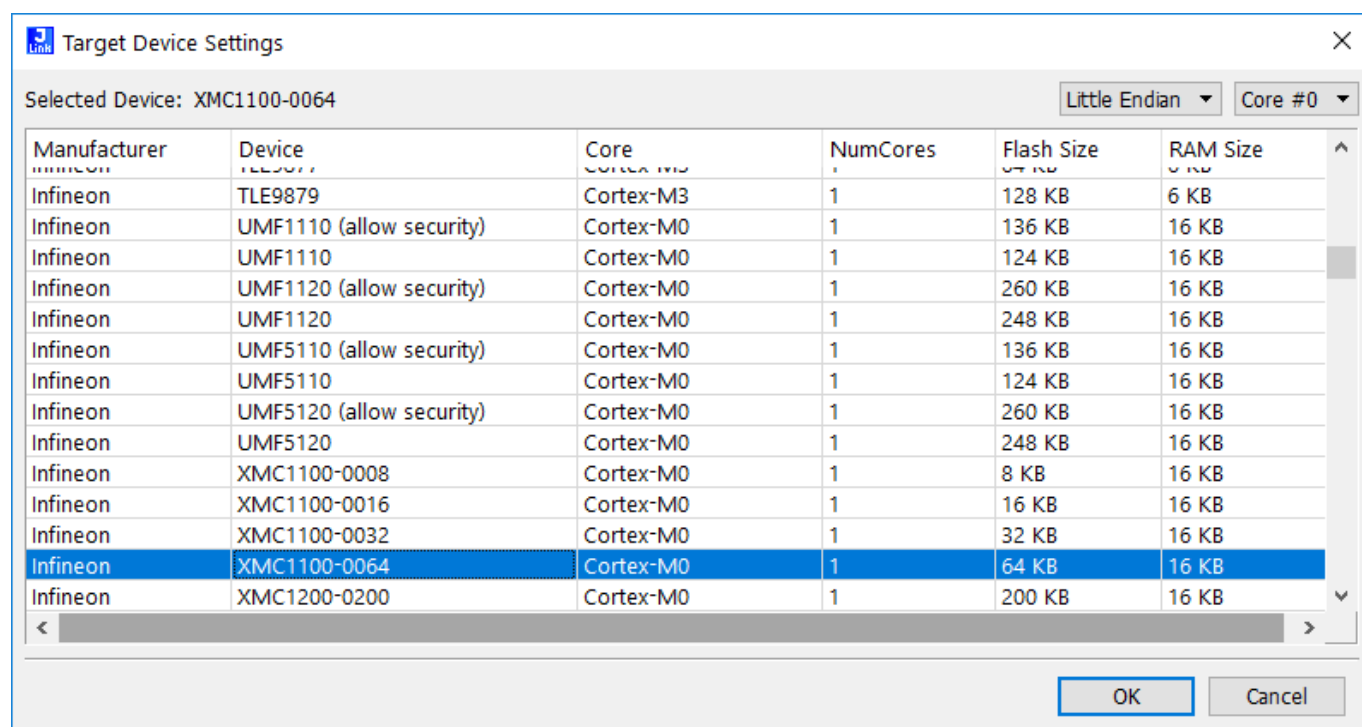 J Link Target Device Settings
Selected Device: XMC1100-0064 Little Endian Core #0
Manufacturer Device Core NumCores Flash Size RAM Size
Infineon TLE9879 Cortex-M3 1 128 KB 6 KB
Infineon UMF1110 (allow security) Cortex-M0 1 136 KB 16 KB
Infineon UMF1110 Cortex-M0 1 124 KB 16 KB
Infineon UMF1120 (allow security) Cortex-M0 1 260 KB 16 KB
Infineon UMF1120 Cortex-M0 1 248 KB 16 KB
Infineon UMF5110 (allow security) Cortex-M0 1 136 KB 16 KB
Infineon UMF5110 Cortex-M0 1 124 KB 16 KB
Infineon UMF5120 (allow security) Cortex-M0 1 260 KB 16 KB
Infineon UMF5120 Cortex-M0 1 248 KB 16 KB
Infineon XMC1100-0008 Cortex-M0 1 8 KB 16 KB
Infineon XMC1100-0016 Cortex-M0 1 16 KB 16 KB
Infineon XMC1100-0032 Cortex-M0 1 32 KB 16 KB
Infineon XMC1100-0064 Cortex-M0 1 64 KB 16 KB
Infineon XMC1200-0200 Cortex-M0 1 200 KB 16 KB
OK Cancel